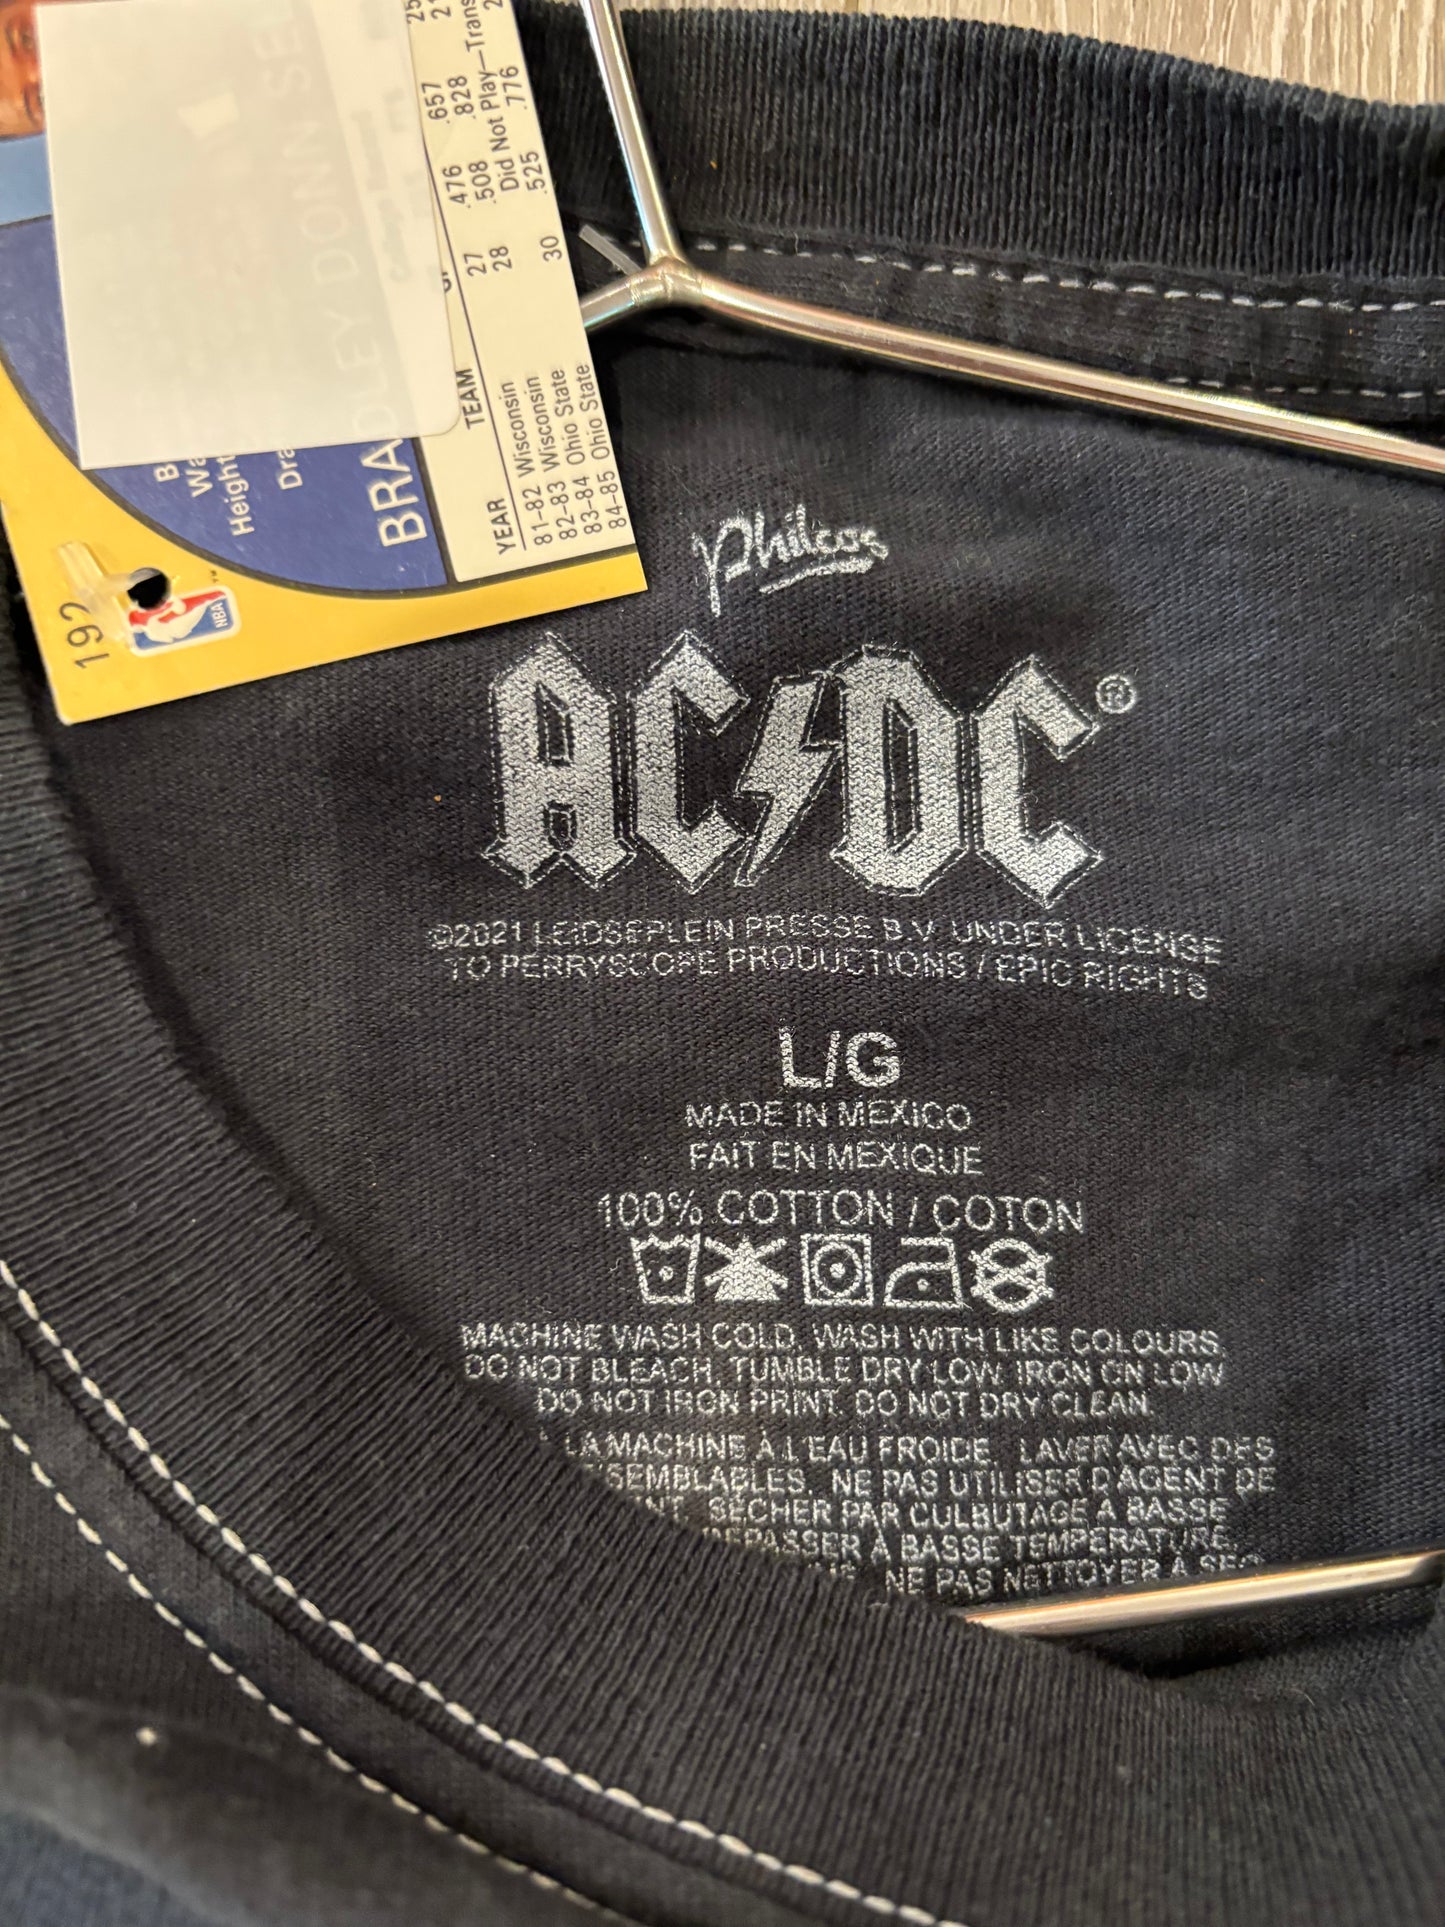 YEAR TEAM
81-82 Wisconsin 27 .476 .657
82-83 Wisconsin 28 .508 .828
83-84 Ohio State Did Not Play—Trans
84-85 Ohio State 30 .525 .776
BRADLEY DOWN SEL
Height
192
NBA
Philcos
AC/DC®
©2021 LEIDSEPLEIN PRESSE B.V. UNDER LICENSE
TO PERRYSCOPE PRODUCTIONS / EPIC RIGHTS
L/G
MADE IN MEXICO
FAIT EN MEXIQUE
100% COTTON / COTON
MACHINE WASH COLD. WASH WITH LIKE COLOURS.
DO NOT BLEACH. TUMBLE DRY LOW. IRON ON LOW
DO NOT IRON PRINT. DO NOT DRY CLEAN.
LA MACHINE À L'EAU FROIDE. LAVER AVEC DES
SEMBLABLES. NE PAS UTILISER D'AGENT DE
SÉCHER PAR CULBUTAGE À BASSE
À BASSE TEMPÉRATURE.
NE PAS NETTOYER À SEC